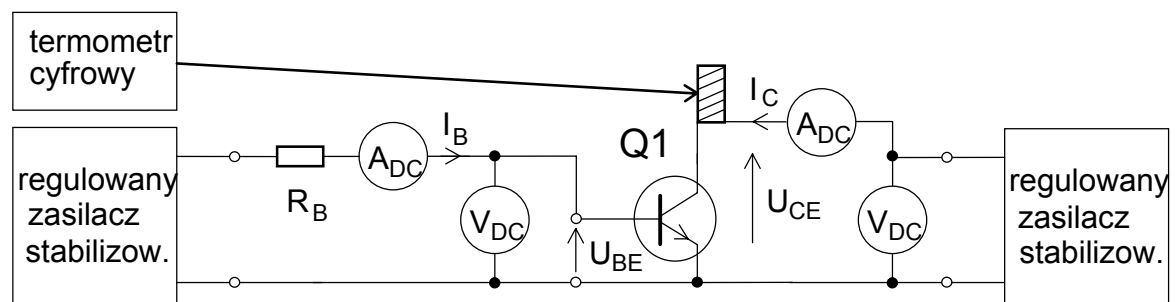 termometr
cyfrowy
regulowany
zasilacz
stabilizow.
R_B
A_DC
I_B
V_DC
U_BE
Q1
U_CE
I_C
A_DC
V_DC
regulowany
zasilacz
stabilizow.